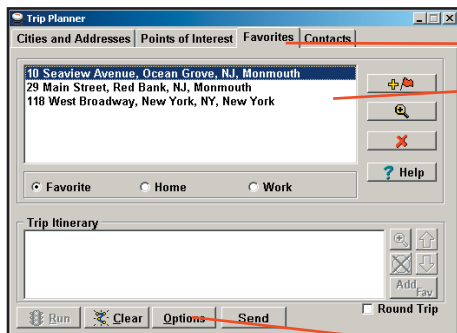 Trip Planner
Cities and Addresses Points of Interest Favorites Contacts
10 Seaview Avenue, Ocean Grove, NJ, Monmouth
29 Main Street, Red Bank, NJ, Monmouth
118 West Broadway, New York, NY, New York
? Help
Favorite Home Work
Trip Itinerary
Add Fav
Run Clear Options Send Round Trip